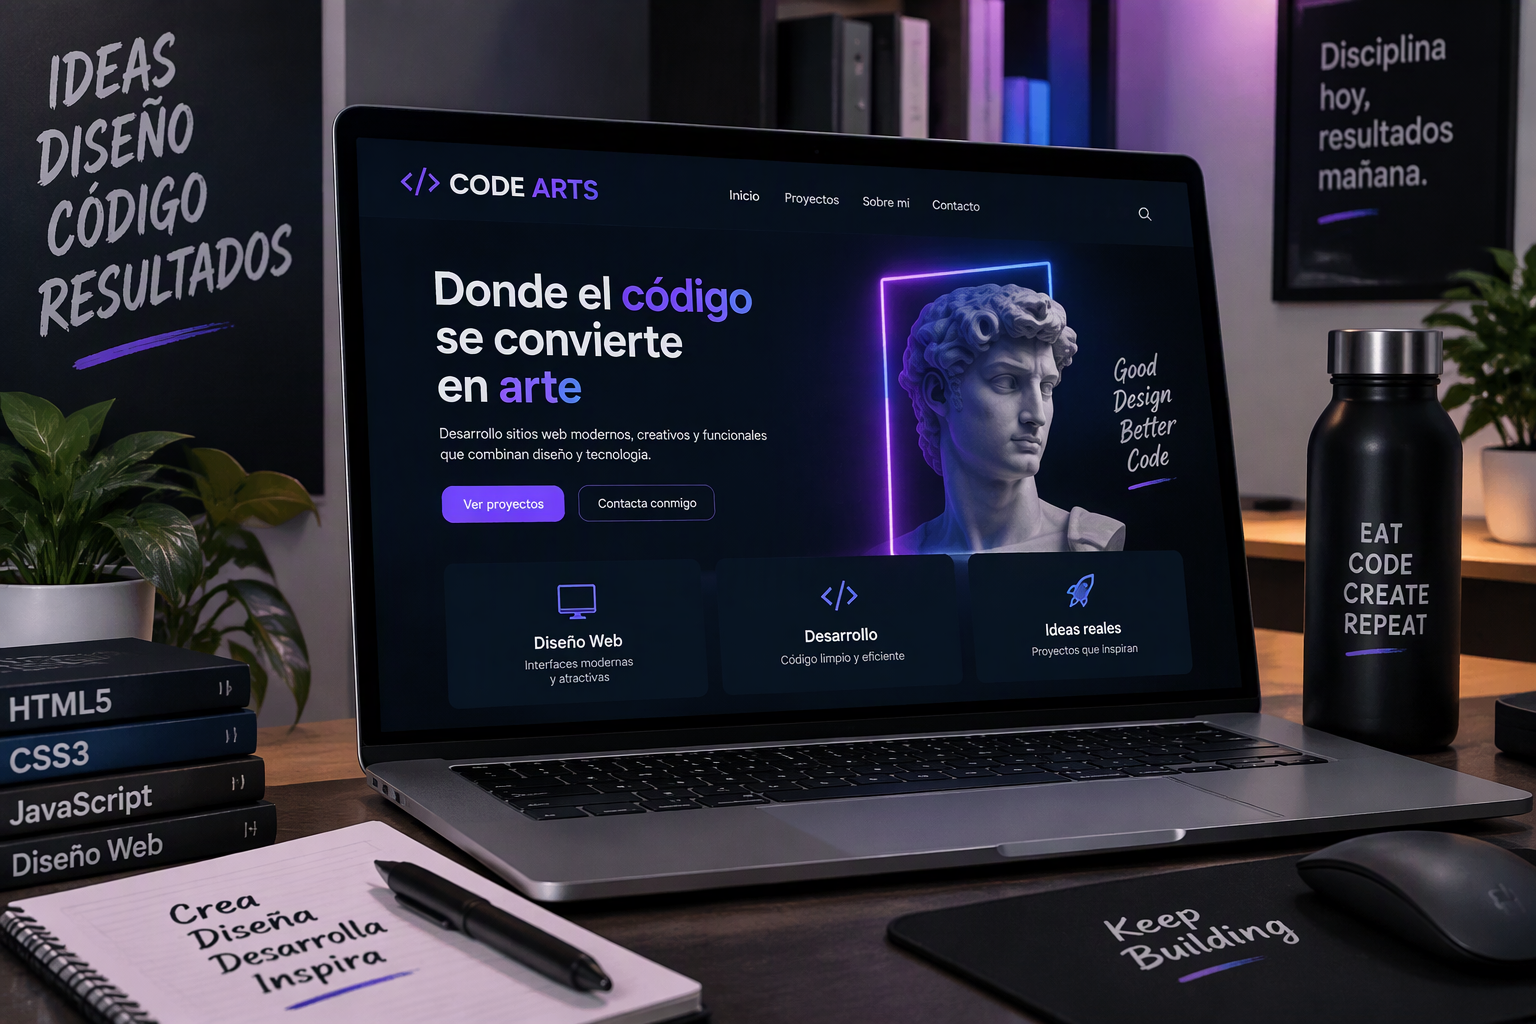 IDEAS
DISEÑO
CÓDIGO
RESULTADOS
Disciplina
hoy,
resultados
mañana.
</> CODE ARTS
Inicio Proyectos Sobre mi Contacto
Donde el código
se convierte
en arte
Desarrollo sitios web modernos, creativos y funcionales
que combinan diseño y tecnologia.
Ver proyectos Contacta conmigo
Good
Design
Better
Code
Diseño Web
Interfaces modernas
y atractivas
</>
Desarrollo
Código limpio y eficiente
Ideas reales
Proyectos que inspiran
EAT
CODE
CREATE
REPEAT
HTML5
CSS3
JavaScript
Diseño Web
Crea
Diseña
Desarrolla
Inspira
Keep
Building